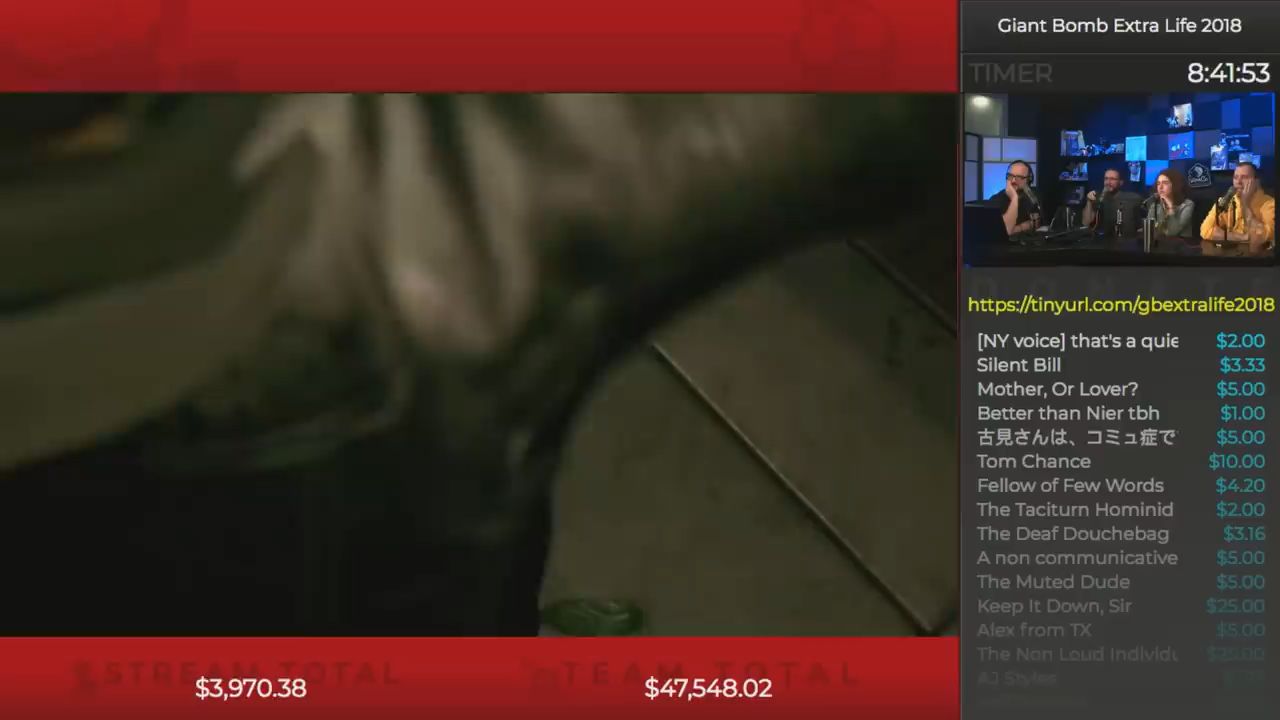 Giant Bomb Extra Life 2018
TIMER
8:41:53
https://tinyurl.com/gbextralife2018
[NY voice] that's a quie $2.00
Silent Bill $3.33
Mother, Or Lover? $5.00
Better than Nier tbh $1.00
古見さんは、コミュ症で $5.00
Tom Chance $10.00
Fellow of Few Words $4.20
The Taciturn Hominid $2.00
The Deaf Douchebag $3.16
A non communicative $5.00
The Muted Dude $5.00
Keep It Down, Sir $25.00
Alex from TX $5.00
The Non Loud Individu $25.00
AJ Styles
STREAM TOTAL
$3,970.38
TEAM TOTAL
$47,548.02